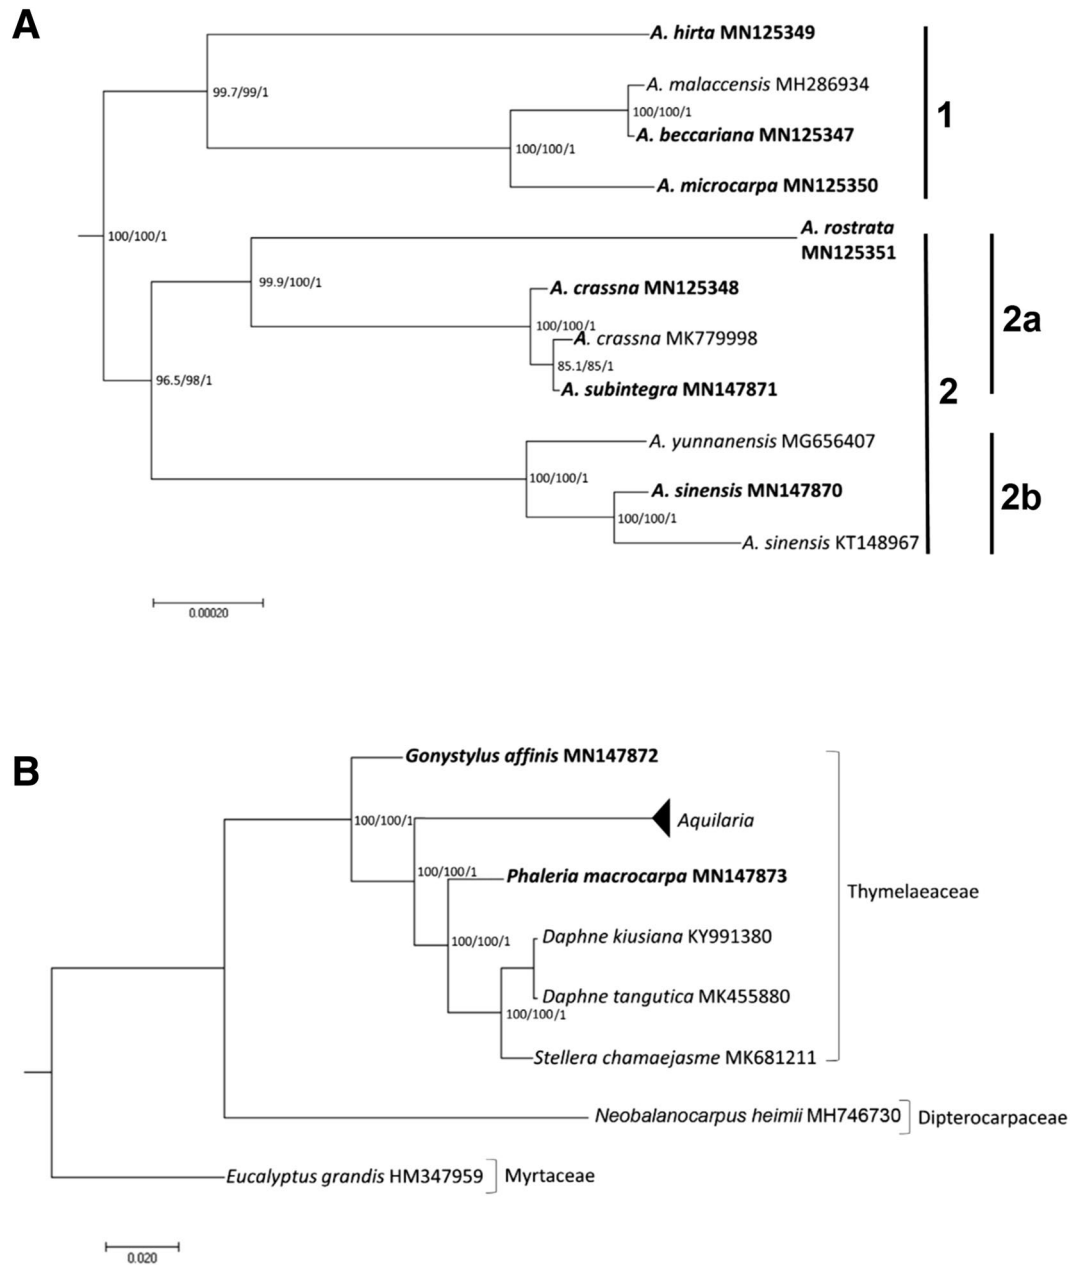 A
A. hirta MN125349
99.7/99/1
A. malaccensis MH286934
100/100/1
1
A. beccariana MN125347
100/100/1
A. microcarpa MN125350
A. rostrata
MN125351
100/100/1
99.9/100/1
A. crassna MN125348
2a
100/100/1
A. crassna MK779998
85.1/85/1
96.5/98/1
A. subintegra MN147871
2
A. yunnanensis MG656407
100/100/1
A. sinensis MN147870
2b
100/100/1
A. sinensis KT148967
0.00020
B
Gonystylus affinis MN147872
100/100/1
Aquilaria
100/100/1
Phaleria macrocarpa MN147873
Thymelaeaceae
Daphne kiusiana KY991380
100/100/1
Daphne tangutica MK455880
100/100/1
Stellera chamaejasme MK681211
Neobalanocarpus heimii MH746730 Dipterocarpaceae
Eucalyptus grandis HM347959 Myrtaceae
0.020